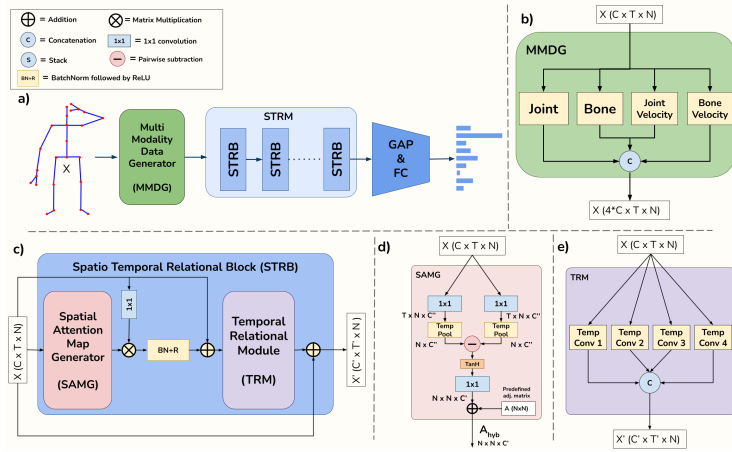 = Addition
= Matrix Multiplication
C
= Concatenation
1x1
= 1x1 convolution
S
= Stack
= Pairwise subtraction
BN+R
= BatchNorm followed by ReLU
a)
X
Multi
Modality
Data
Generator
(MMDG)
STRM
STRB
STRB
STRB
GAP
&
FC
b)
X (C x T x N)
MMDG
Joint
Bone
Joint
Velocity
Bone
Velocity
C
X (4*C x T x N)
c)
Spatio Temporal Relational Block (STRB)
X (C x T x N)
Spatial
Attention
Map
Generator
(SAMG)
1x1
BN+R
Temporal
Relational
Module
(TRM)
X' (C' x T' x N)
d)
X (C x T x N)
SAMG
1x1
1x1
T x N x C''
T x N x C''
Temp
Pool
Temp
Pool
N x C''
N x C''
TanH
1x1
N x N x C'
Predefined
adj. matrix
A (NxN)
Ahyb
N x N x C'
e)
X (C x T x N)
TRM
Temp
Conv 1
Temp
Conv 2
Temp
Conv 3
Temp
Conv 4
C
X' (C' x T' x N)